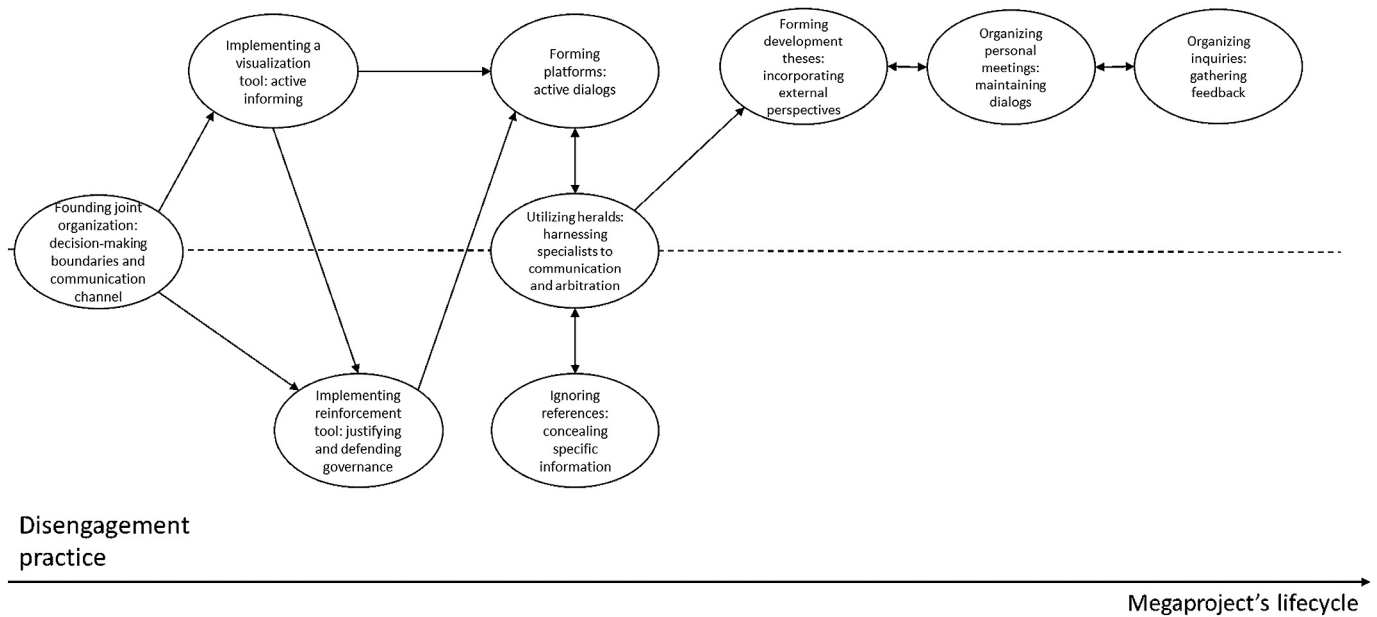 Implementing a
visualization
tool: active
informing
Forming
platforms:
active dialogs
Forming
development
theses:
incorporating
external
perspectives
Organizing
personal
meetings:
maintaining
dialogs
Organizing
inquiries:
gathering
feedback
Founding joint
organization:
decision-making
boundaries and
communication
channel
Utilizing heralds:
harnessing
specialists to
communication
and arbitration
Implementing
reinforcement
tool: justifying
and defending
governance
Ignoring
references:
concealing
specific
information
Disengagement
practice
Megaproject's lifecycle